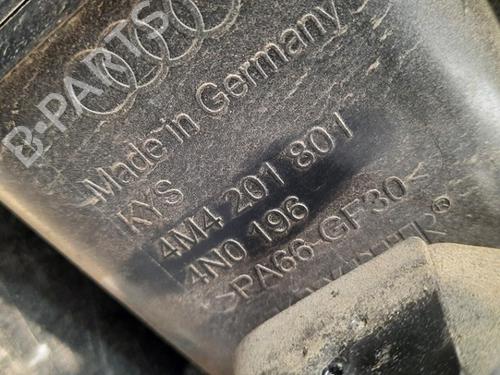 B-PARTS
Made in Germany
KYS
4M4 201 801
4N0 196
>PA66-GF30<